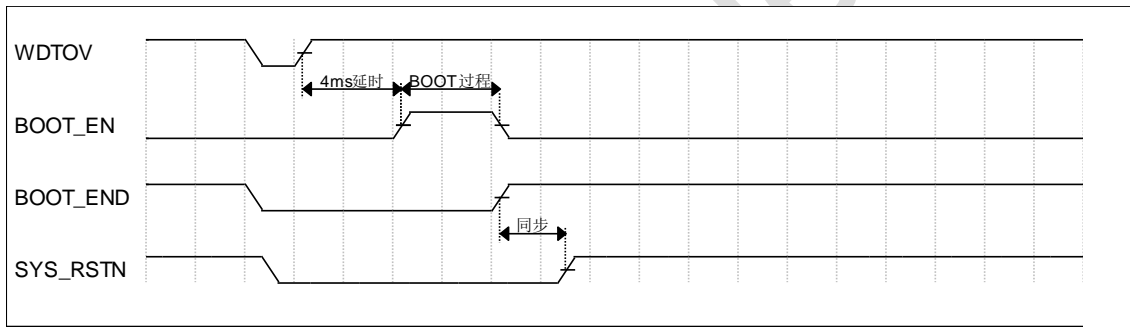 WDTOV
4ms延时 BOOT过程
BOOT_EN
BOOT_END
同步
SYS_RSTN